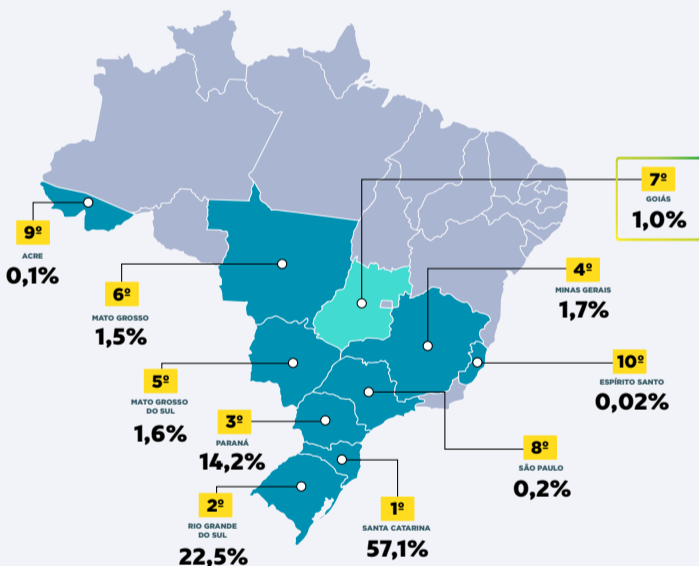 7º
GOIÁS
1,0%
9º
ACRE
0,1%
4º
MINAS GERAIS
1,7%
6º
MATO GROSSO
1,5%
10º
ESPÍRITO SANTO
0,02%
5º
MATO GROSSO
DO SUL
1,6%
3º
PARANÁ
14,2%
8º
SÃO PAULO
0,2%
2º
RIO GRANDE
DO SUL
22,5%
1º
SANTA CATARINA
57,1%